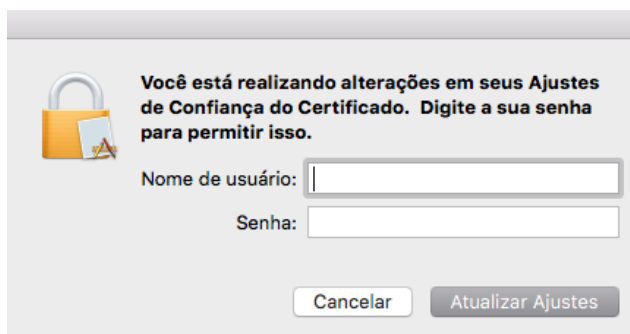 Você está realizando alterações em seus Ajustes
de Confiança do Certificado.  Digite a sua senha
para permitir isso.
Nome de usuário:
Senha:
Cancelar
Atualizar Ajustes